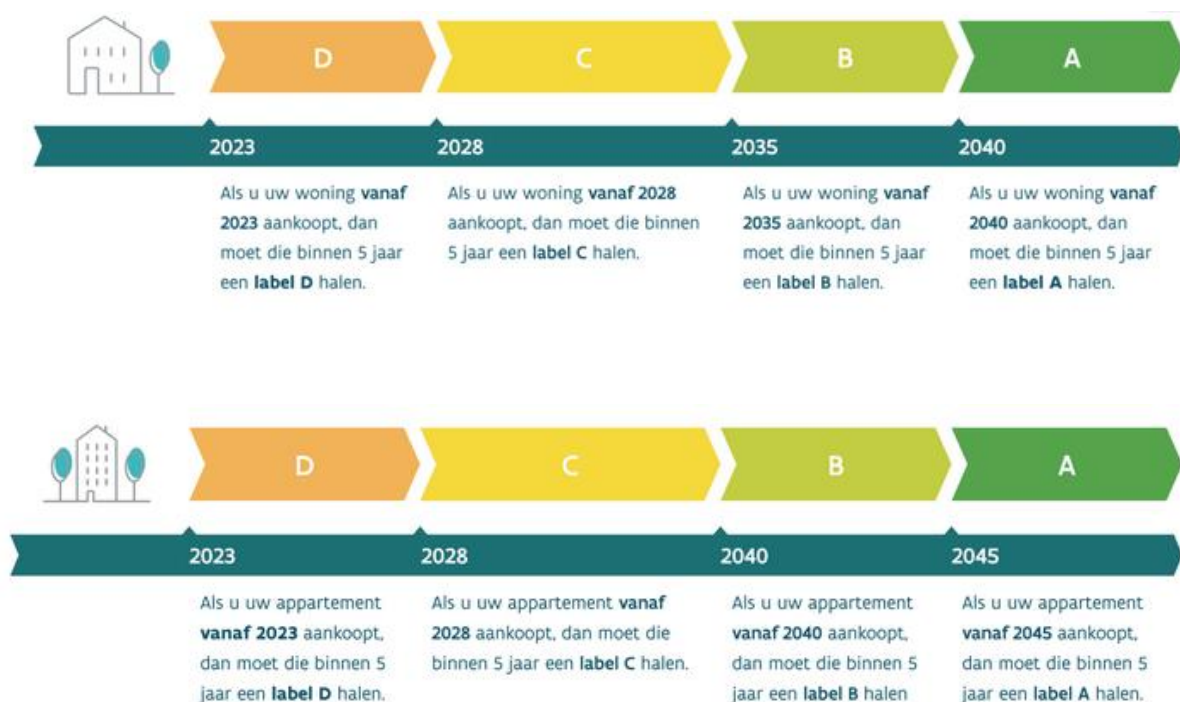 D
C
B
A
2023
2028
2035
2040
Als u uw woning vanaf
2023 aankoopt, dan
moet die binnen 5 jaar
een label D halen.
Als u uw woning vanaf 2028
aankoopt, dan moet die binnen
5 jaar een label C halen.
Als u uw woning vanaf
2035 aankoopt, dan
moet die binnen 5 jaar
een label B halen.
Als u uw woning vanaf
2040 aankoopt, dan
moet die binnen 5 jaar
een label A halen.
D
C
B
A
2023
2028
2040
2045
Als u uw appartement
vanaf 2023 aankoopt,
dan moet die binnen 5
jaar een label D halen.
Als u uw appartement vanaf
2028 aankoopt, dan moet die
binnen 5 jaar een label C halen.
Als u uw appartement
vanaf 2040 aankoopt,
dan moet die binnen 5
jaar een label B halen
Als u uw appartement
vanaf 2045 aankoopt,
dan moet die binnen 5
jaar een label A halen.